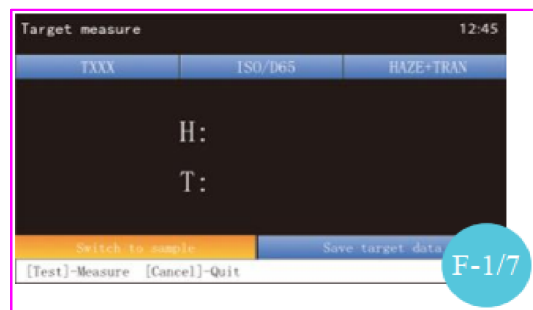 Target measure 12:45
TXXX ISO/D65 HAZE+TRAN
H:
T:
Switch to sample Save target data
[Test]-Measure [Cancel]-Quit
F-1/7